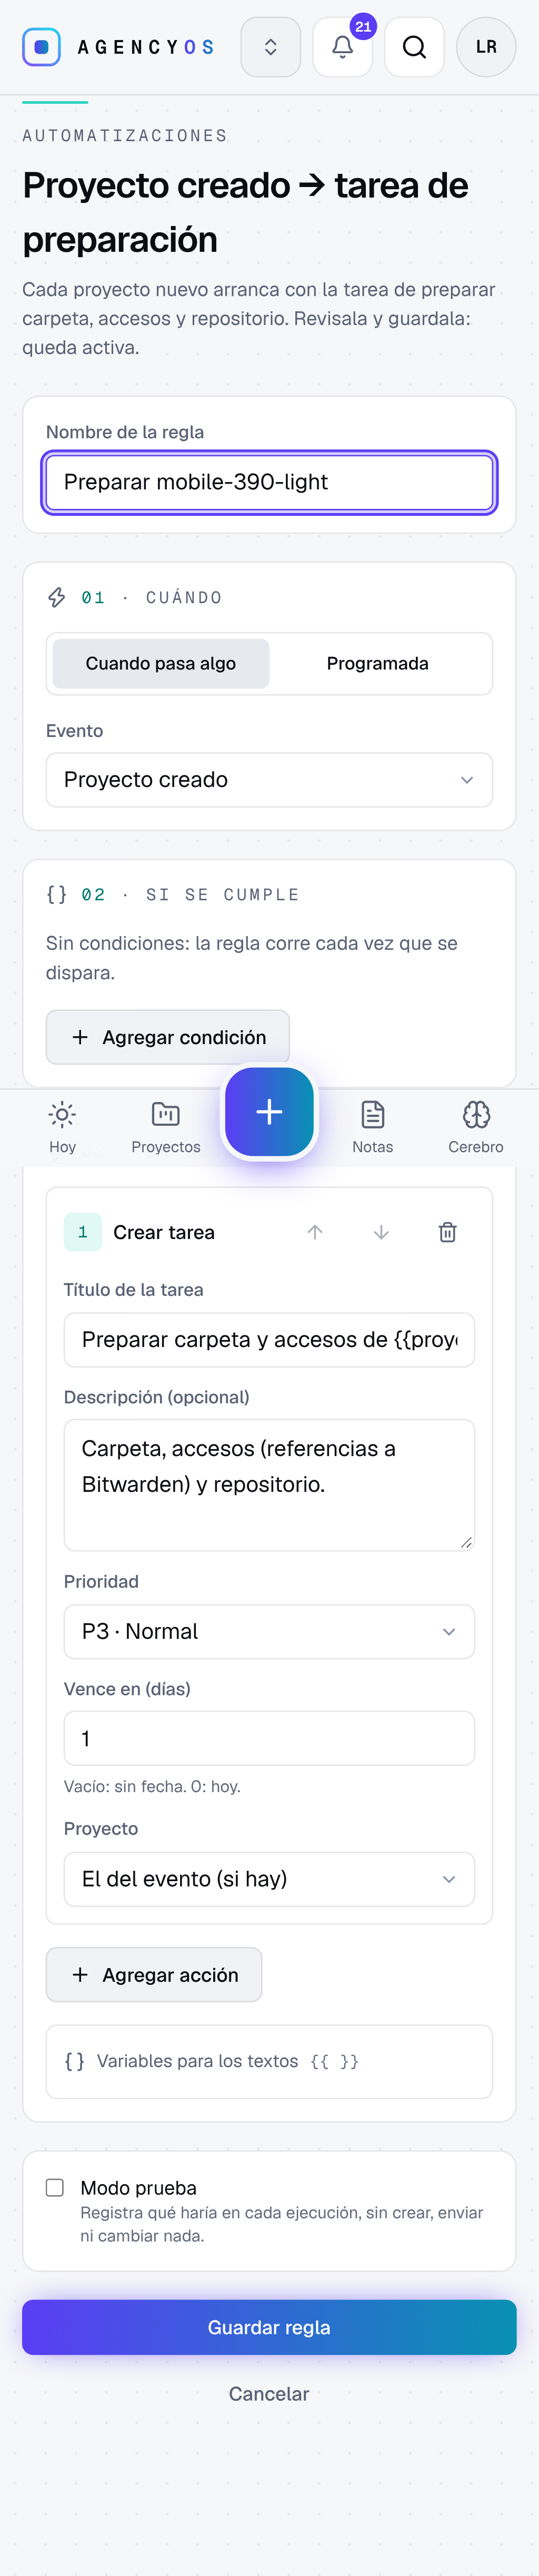 AGENCYOS
21
LR
AUTOMATIZACIONES
Proyecto creado → tarea de
preparación
Cada proyecto nuevo arranca con la tarea de preparar
carpeta, accesos y repositorio. Revisala y guardala:
queda activa.
Nombre de la regla
Preparar mobile-390-light
01 · CUÁNDO
Cuando pasa algo
Programada
Evento
Proyecto creado
{} 02 · SI SE CUMPLE
Sin condiciones: la regla corre cada vez que se
dispara.
+ Agregar condición
+
Hoy
Proyectos
Notas
Cerebro
1 Crear tarea
Título de la tarea
Preparar carpeta y accesos de {{proye
Descripción (opcional)
Carpeta, accesos (referencias a
Bitwarden) y repositorio.
Prioridad
P3 · Normal
Vence en (días)
1
Vacío: sin fecha. 0: hoy.
Proyecto
El del evento (si hay)
+ Agregar acción
{} Variables para los textos {{ }}
Modo prueba
Registra qué haría en cada ejecución, sin crear, enviar
ni cambiar nada.
Guardar regla
Cancelar